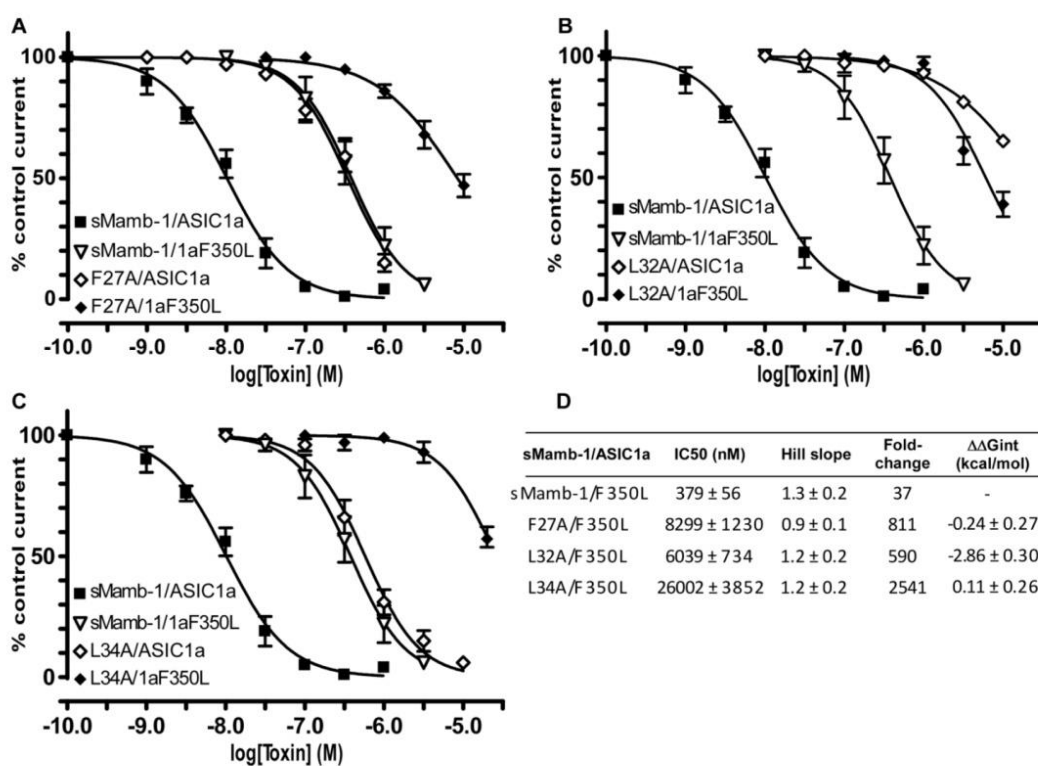 A
% control current
100
50
0
sMamb-1/ASIC1a
sMamb-1/1aF350L
F27A/ASIC1a
F27A/1aF350L
-10.0 -9.0 -8.0 -7.0 -6.0 -5.0
log[Toxin] (M)
B
% control current
100
50
0
sMamb-1/ASIC1a
sMamb-1/1aF350L
L32A/ASIC1a
L32A/1aF350L
-10.0 -9.0 -8.0 -7.0 -6.0 -5.0
log[Toxin] (M)
C
% control current
100
50
0
sMamb-1/ASIC1a
sMamb-1/1aF350L
L34A/ASIC1a
L34A/1aF350L
-10.0 -9.0 -8.0 -7.0 -6.0 -5.0
log[Toxin] (M)
D
sMamb-1/ASIC1a IC50 (nM) Hill slope Fold-change ΔΔGint (kcal/mol)
sMamb-1/F350L 379 ± 56 1.3 ± 0.2 37 -
F27A/F350L 8299 ± 1230 0.9 ± 0.1 811 -0.24 ± 0.27
L32A/F350L 6039 ± 734 1.2 ± 0.2 590 -2.86 ± 0.30
L34A/F350L 26002 ± 3852 1.2 ± 0.2 2541 0.11 ± 0.26